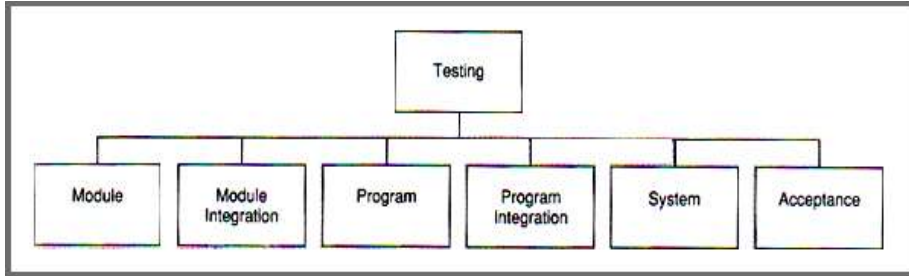 Testing
Module
Module
Integration
Program
Program
Integration
System
Acceptance